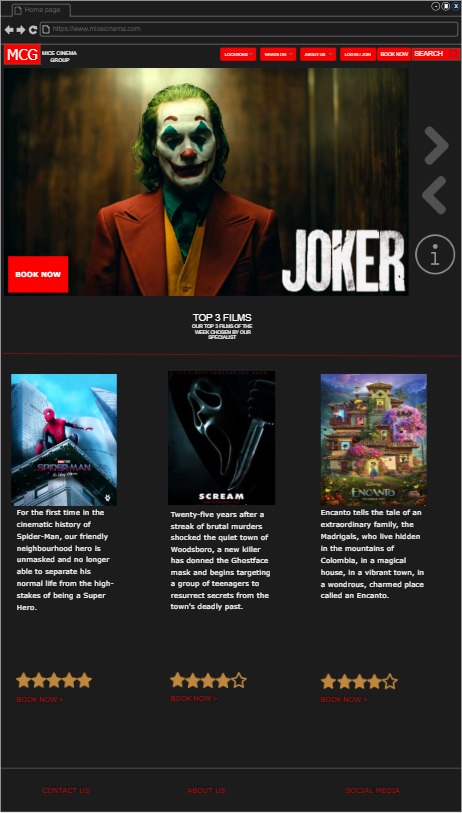 Home page
https://www.micecinema.com
MCG
MICE CINEMA
GROUP
LOCATIONS
WHATS ON
ABOUT US
LOG IN / JOIN
BOOK NOW
SEARCH
BOOK NOW
JOKER
TOP 3 FILMS
OUR TOP 3 FILMS OF THE
WEEK CHOSEN BY OUR
SPECIALIST
SPIDER-MAN
For the first time in the
cinematic history of
Spider-Man, our friendly
neighbourhood hero is
unmasked and no longer
able to separate his
normal life from the high-
stakes of being a Super
Hero.
SCREAM
Twenty-five years after a
streak of brutal murders
shocked the quiet town of
Woodsboro, a new killer
has donned the Ghostface
mask and begins targeting
a group of teenagers to
resurrect secrets from the
town's deadly past.
ENCANTO
Encanto tells the tale of an
extraordinary family, the
Madrigals, who live hidden
in the mountains of
Colombia, in a magical
house, in a vibrant town, in
a wondrous, charmed place
called an Encanto.
BOOK NOW >
BOOK NOW >
BOOK NOW >
CONTACT US
ABOUT US
SOCIAL MEDIA